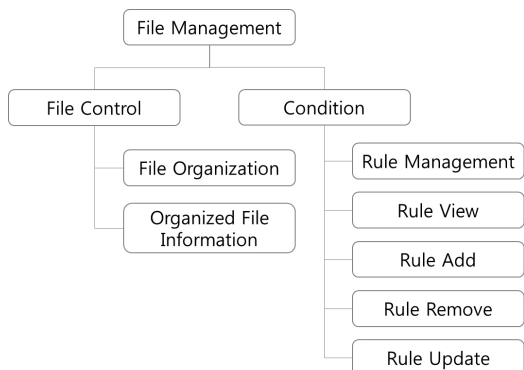 File Management
File Control
Condition
File Organization
Organized File
Information
Rule Management
Rule View
Rule Add
Rule Remove
Rule Update